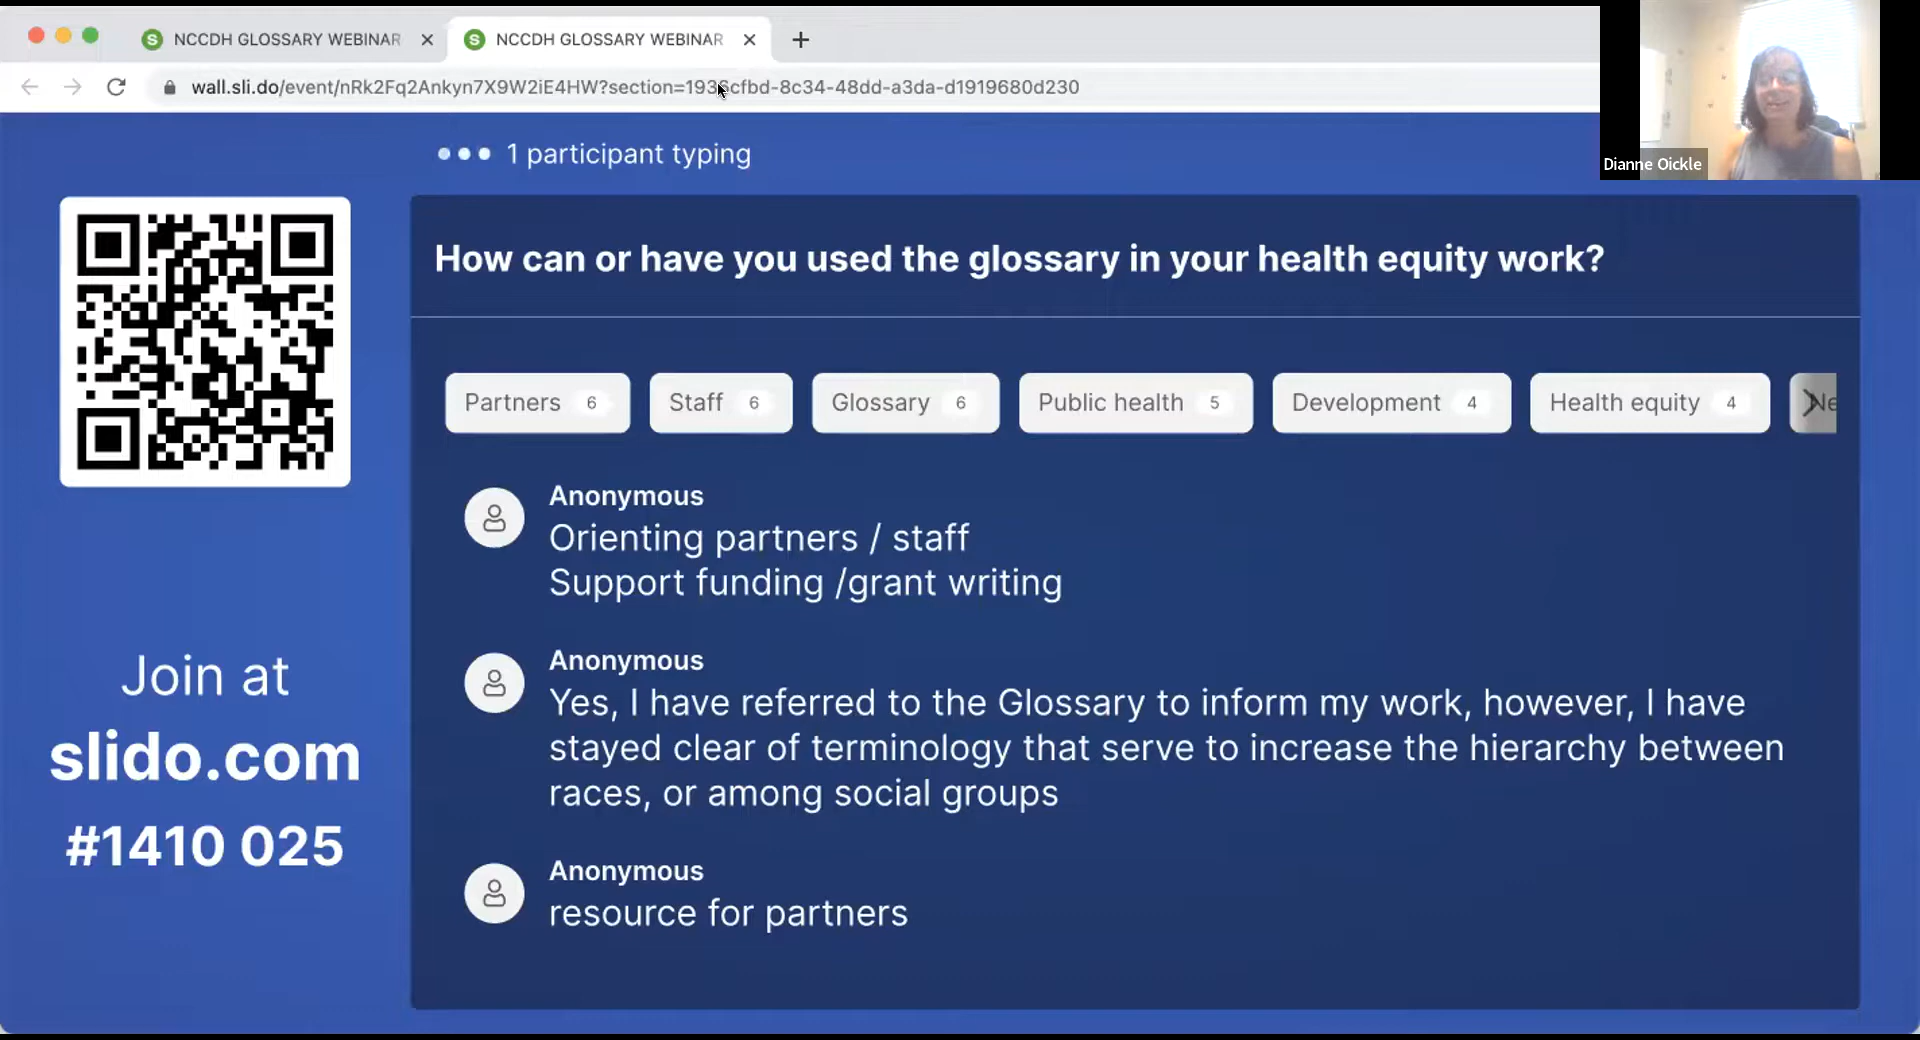 NCCDH GLOSSARY WEBINAR
NCCDH GLOSSARY WEBINAR
wall.sli.do/event/nRk2Fq2Ankyn7X9W2iE4HW?section=1936cfbd-8c34-48dd-a3da-d1919680d230
Dianne Oickle
1 participant typing
How can or have you used the glossary in your health equity work?
Partners 6 Staff 6 Glossary 6 Public health 5 Development 4 Health equity 4 Ne
Anonymous
Orienting partners / staff
Support funding /grant writing
Anonymous
Yes, I have referred to the Glossary to inform my work, however, I have
stayed clear of terminology that serve to increase the hierarchy between
races, or among social groups
Anonymous
resource for partners
Join at
slido.com
#1410 025